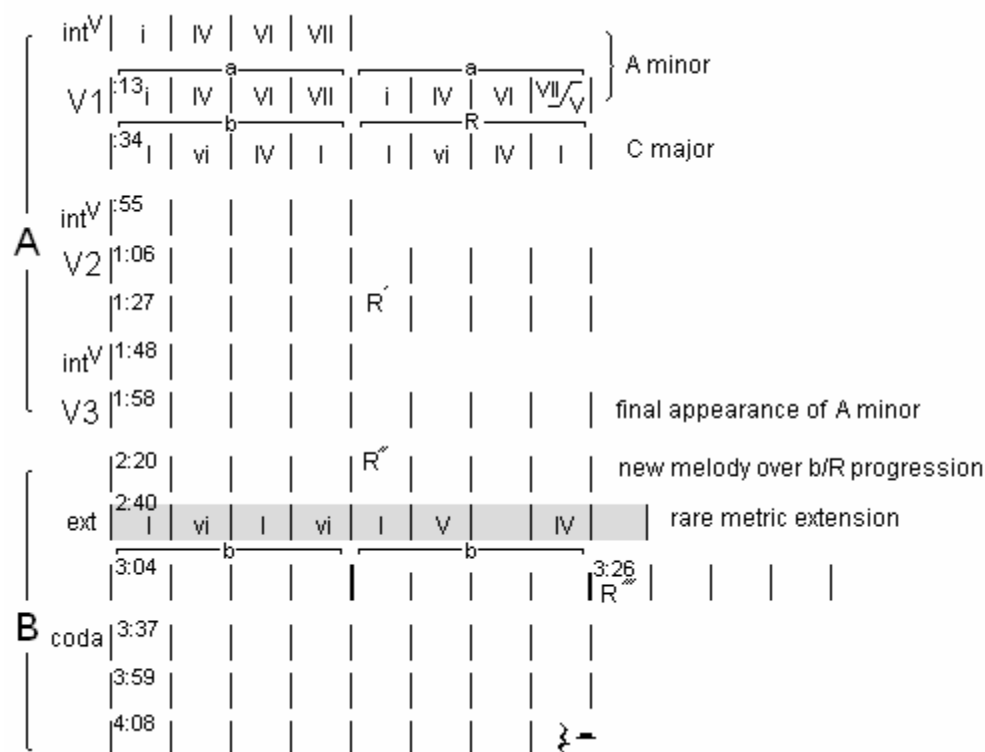 int V i IV VI VII
A minor
a a
V1 :13 i IV VI VII i IV VI VII V
b R
:34 I vi IV I I vi IV I C major
int V :55
A
V2 1:06
1:27 R′
int V 1:48
V3 1:58 final appearance of A minor
2:20 R″ new melody over b/R progression
2:40
ext I vi I vi I V IV rare metric extension
b b
3:04 3:26
R‴
B coda 3:37
3:59
4:08